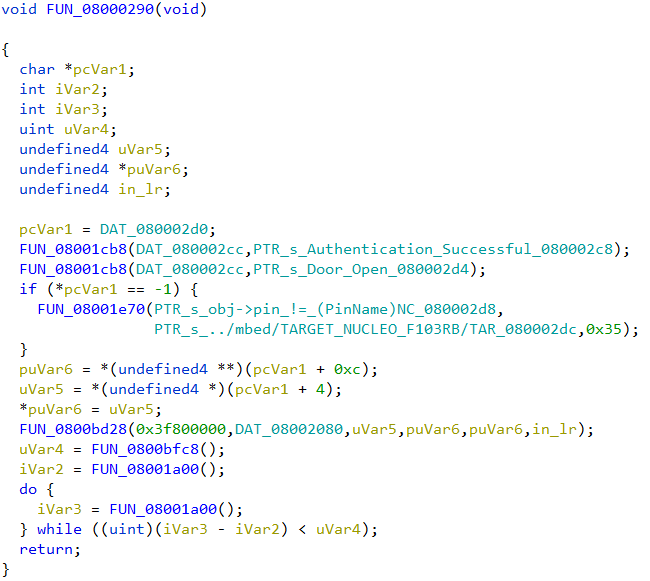 void FUN_08000290(void)
{
char *pcVar1;
int iVar2;
int iVar3;
uint uVar4;
undefined4 uVar5;
undefined4 *puVar6;
undefined4 in_lr;
pcVar1 = DAT_080002d0;
FUN_08001cb8(DAT_080002cc,PTR_s_Authentication_Successful_080002c8);
FUN_08001cb8(DAT_080002cc,PTR_s_Door_Open_080002d4);
if (*pcVar1 == -1) {
FUN_08001e70(PTR_s_obj->pin_!=_(PinName)NC_080002d8,
PTR_s_../mbed/TARGET_NUCLEO_F103RB/TAR_080002dc,0x35);
}
puVar6 = *(undefined4 **)(pcVar1 + 0xc);
uVar5 = *(undefined4 *)(pcVar1 + 4);
*puVar6 = uVar5;
FUN_0800bd28(0x3f800000,DAT_08002080,uVar5,puVar6,puVar6,in_lr);
uVar4 = FUN_0800bfc8();
iVar2 = FUN_08001a00();
do {
iVar3 = FUN_08001a00();
} while ((uint)(iVar3 - iVar2) < uVar4);
return;
}